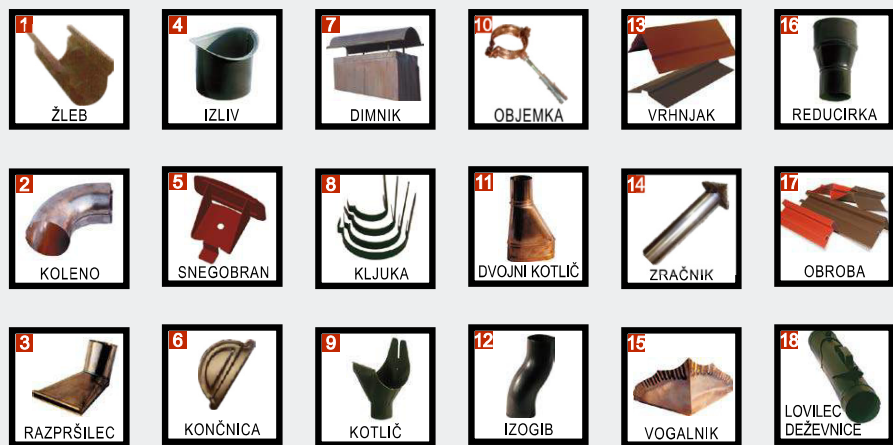 1
ŽLEB
4
IZLIV
7
DIMNIK
10
OBJEMKA
13
VRHNJAK
16
REDUCIRKA
2
KOLENO
5
SNEGOBRAN
8
KLJUKA
11
DVOJNI KOTLIČ
14
ZRAČNIK
17
OBROBA
3
RAZPRŠILEC
6
KONČNICA
9
KOTLIČ
12
IZOGIB
15
VOGALNIK
18
LOVILEC
DEŽEVNICE